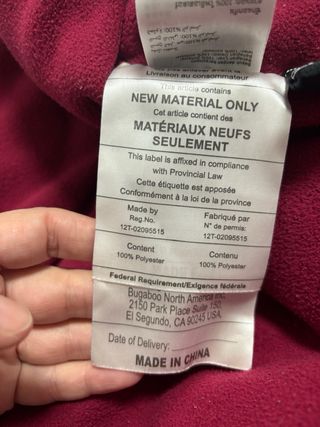 Livraison au consommateur
This article contains
NEW MATERIAL ONLY
Cet article contient des
MATÉRIAUX NEUFS
SEULEMENT
This label is affixed in compliance
with Provincial Law
Cette étiquette est apposée
Conformément à la loi de la province
Made by
Reg.No.
12T-02095515
Fabriqué par
N° de permis:
12T-02095515
Content
100% Polyester
Contenu
100% Polyester
Federal Requirement/Exigence fédérale
Bugaboo North America Inc.
2150 Park Place Suite 150,
El Segundo, CA 90245,
USA.
Date of Delivery:
MADE IN CHINA